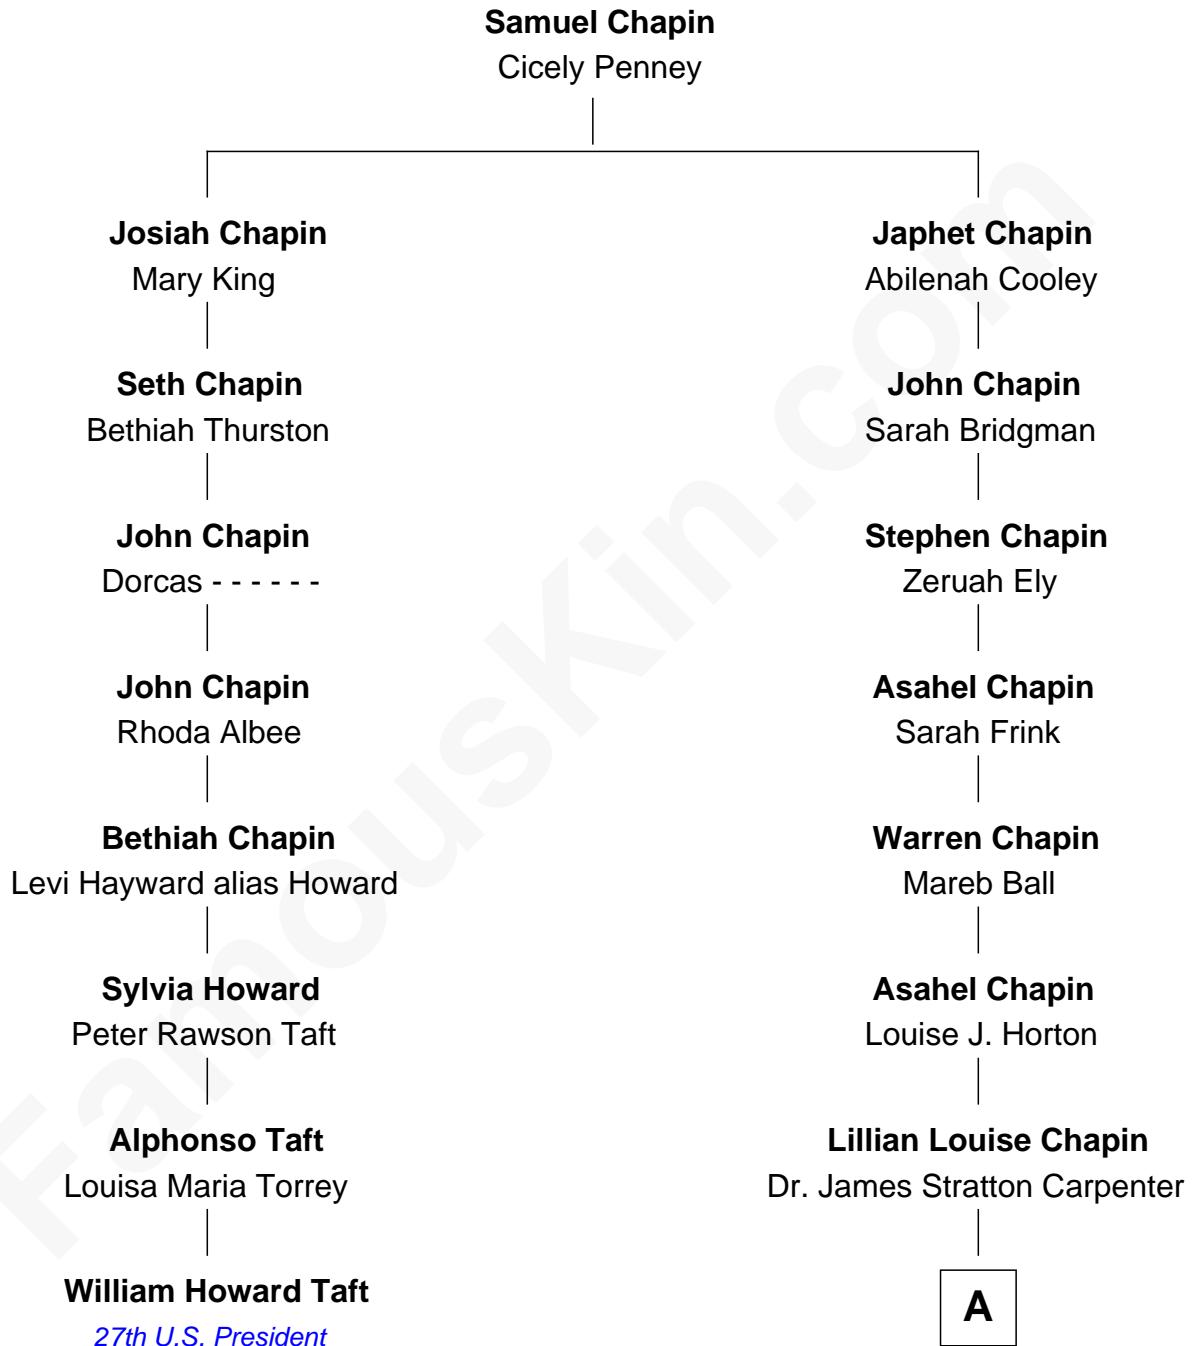 Samuel Chapin
Cicely Penney
Josiah Chapin
Mary King
Japhet Chapin
Abilenah Cooley
Seth Chapin
Bethiah Thurston
John Chapin
Sarah Bridgman
John Chapin
Dorcas - - - - - -
Stephen Chapin
Zeruah Ely
John Chapin
Rhoda Albee
Asahel Chapin
Sarah Frink
Bethiah Chapin
Levi Hayward alias Howard
Warren Chapin
Mareb Ball
Sylvia Howard
Peter Rawson Taft
Asahel Chapin
Louise J. Horton
Alphonso Taft
Louisa Maria Torrey
Lillian Louise Chapin
Dr. James Stratton Carpenter
William Howard Taft
27th U.S. President
A
FamousKin.com